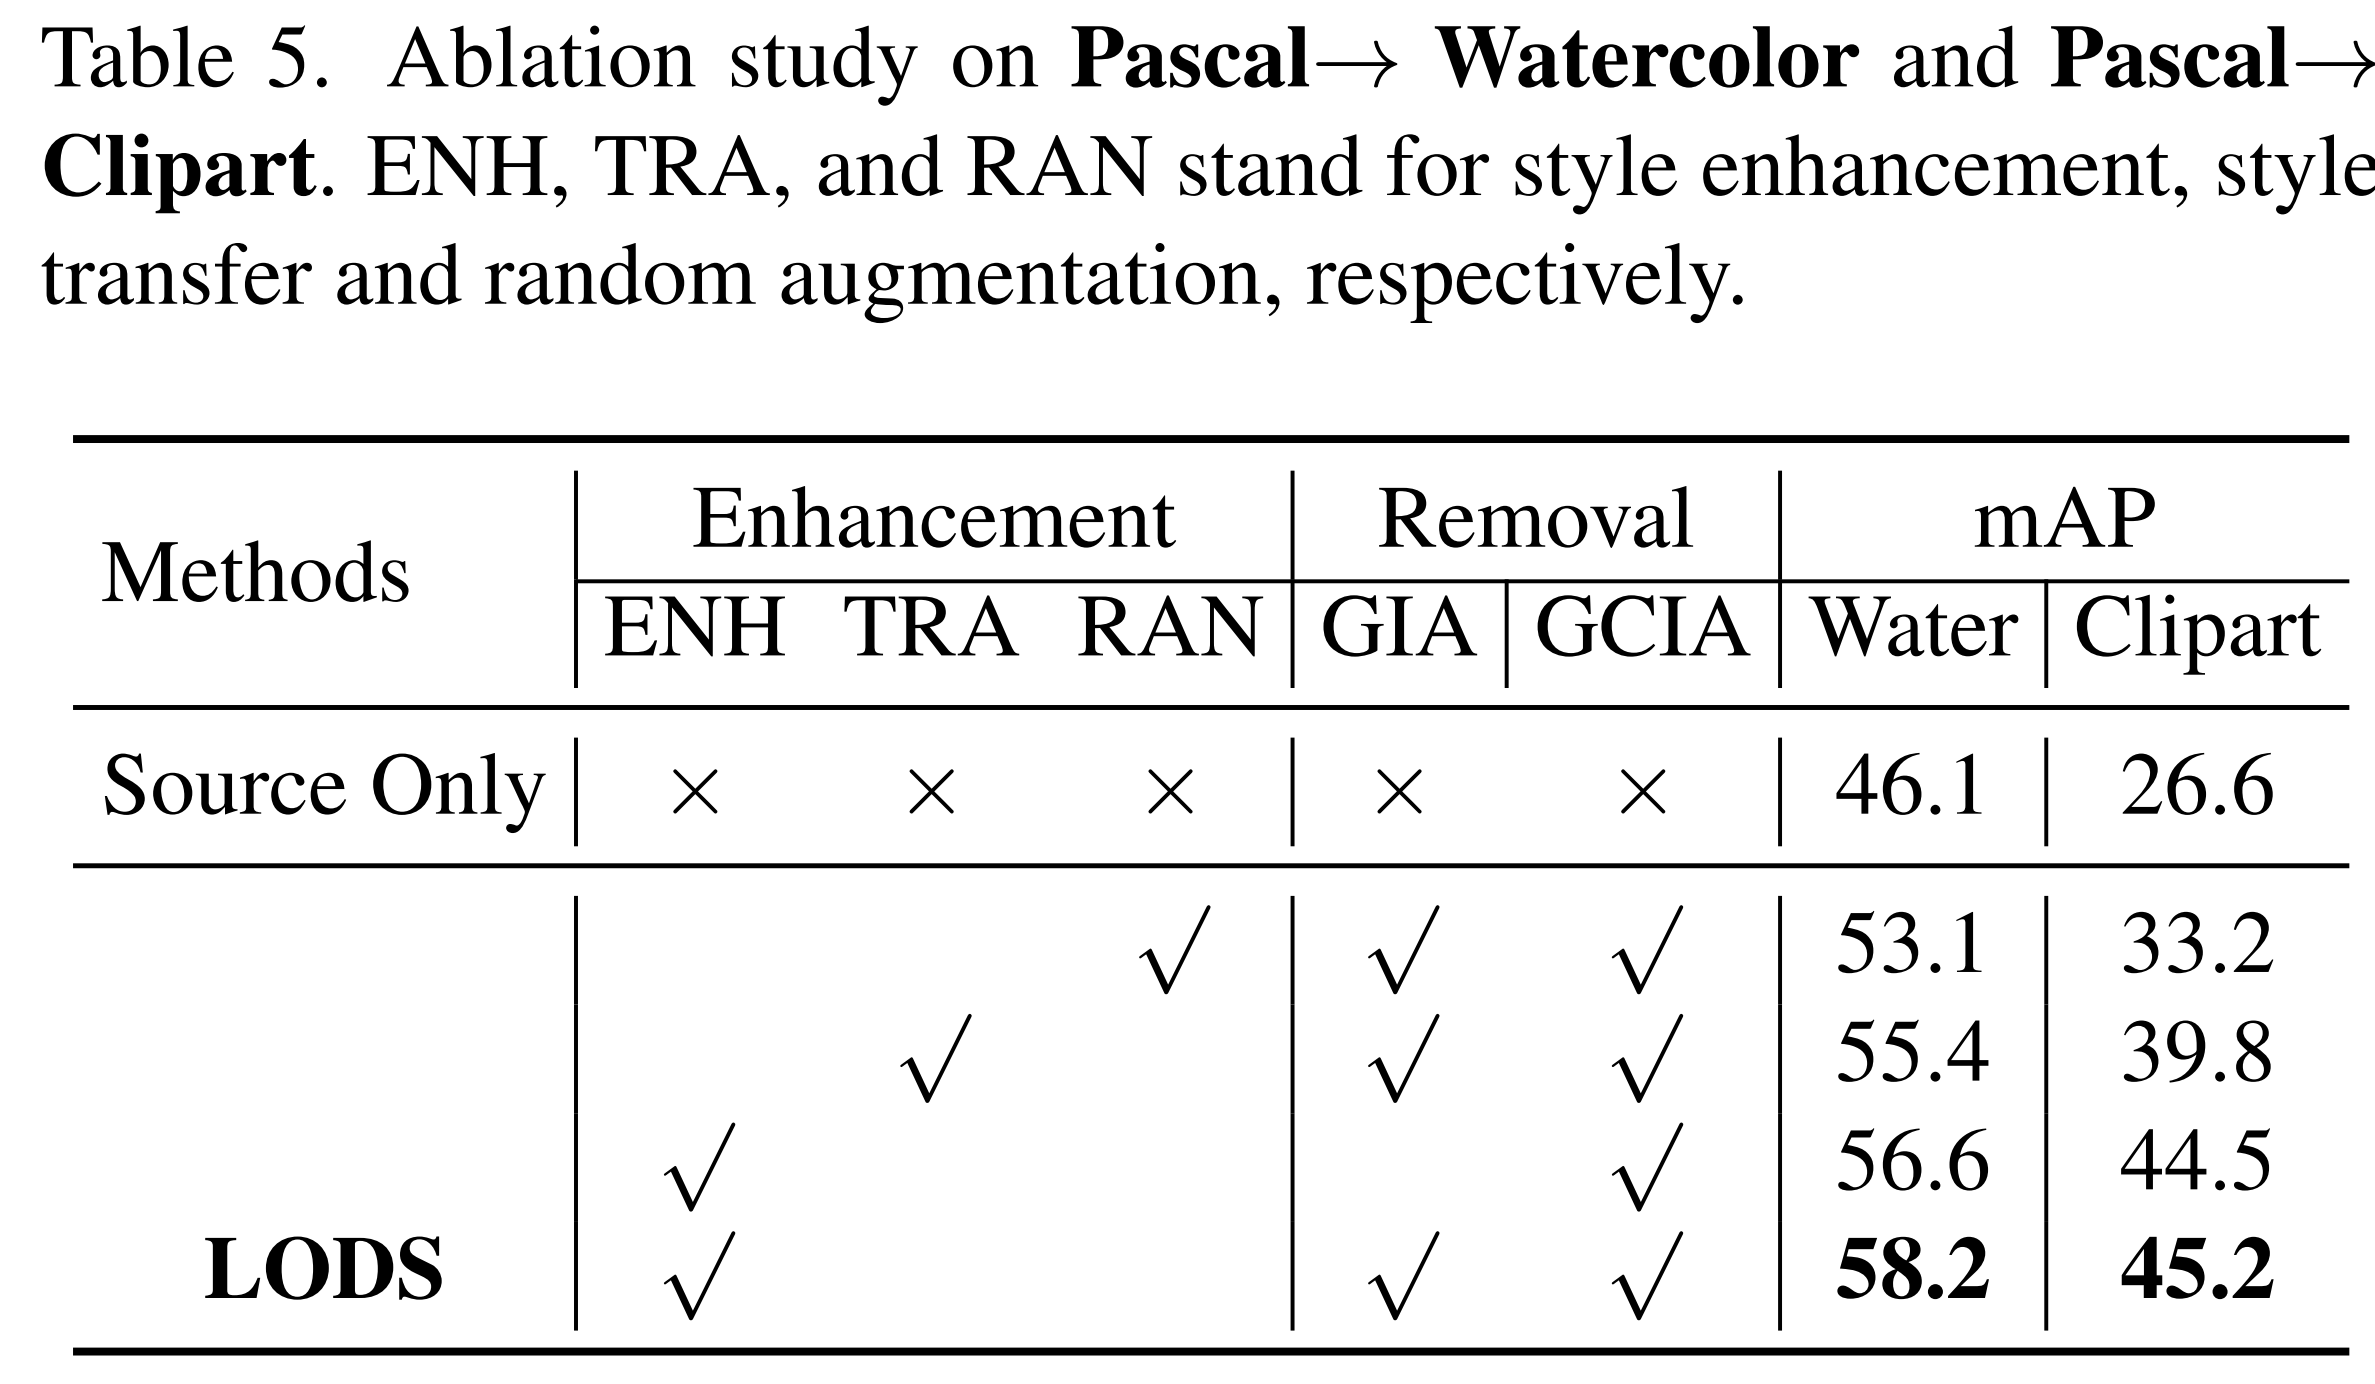 Table 5. Ablation study on Pascal→ Watercolor and Pascal→
Clipart. ENH, TRA, and RAN stand for style enhancement, style
transfer and random augmentation, respectively.
Methods Enhancement Removal mAP
ENH TRA RAN GIA GCIA Water Clipart
Source Only × × × × × 46.1 26.6
√ √ √ 53.1 33.2
√ √ √ 55.4 39.8
√ √ 56.6 44.5
LODS √ √ √ 58.2 45.2